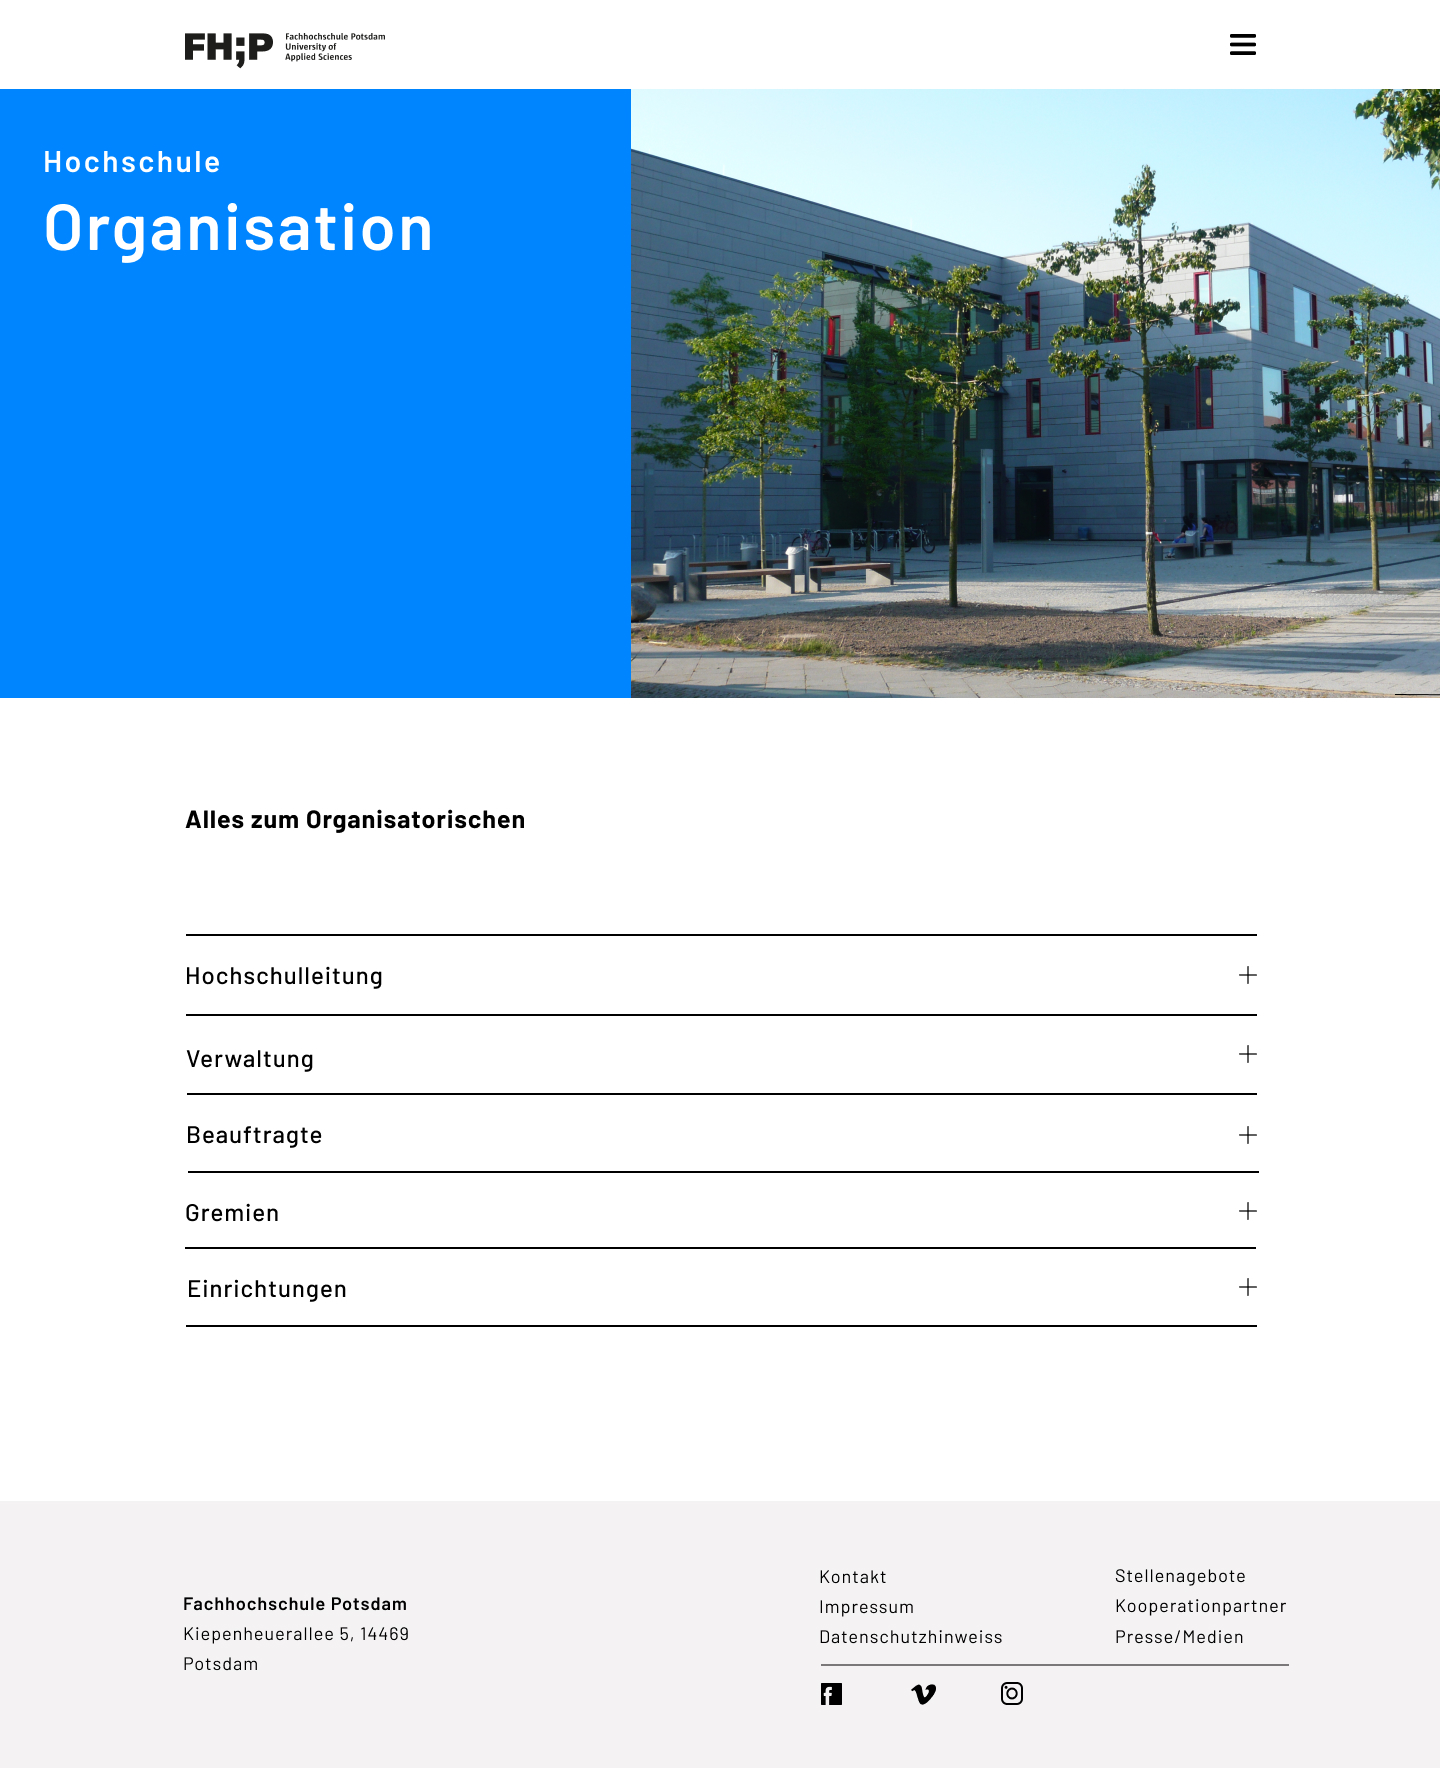 FH;P
Fachhochschule Potsdam
University of
Applied Sciences
Hochschule
Organisation
Alles zum Organisatorischen
Hochschulleitung
Verwaltung
Beauftragte
Gremien
Einrichtungen
Fachhochschule Potsdam
Kiepenheuerallee 5, 14469
Potsdam
Kontakt
Impressum
Datenschutzhinweiss
Stellenagebote
Kooperationpartner
Presse/Medien